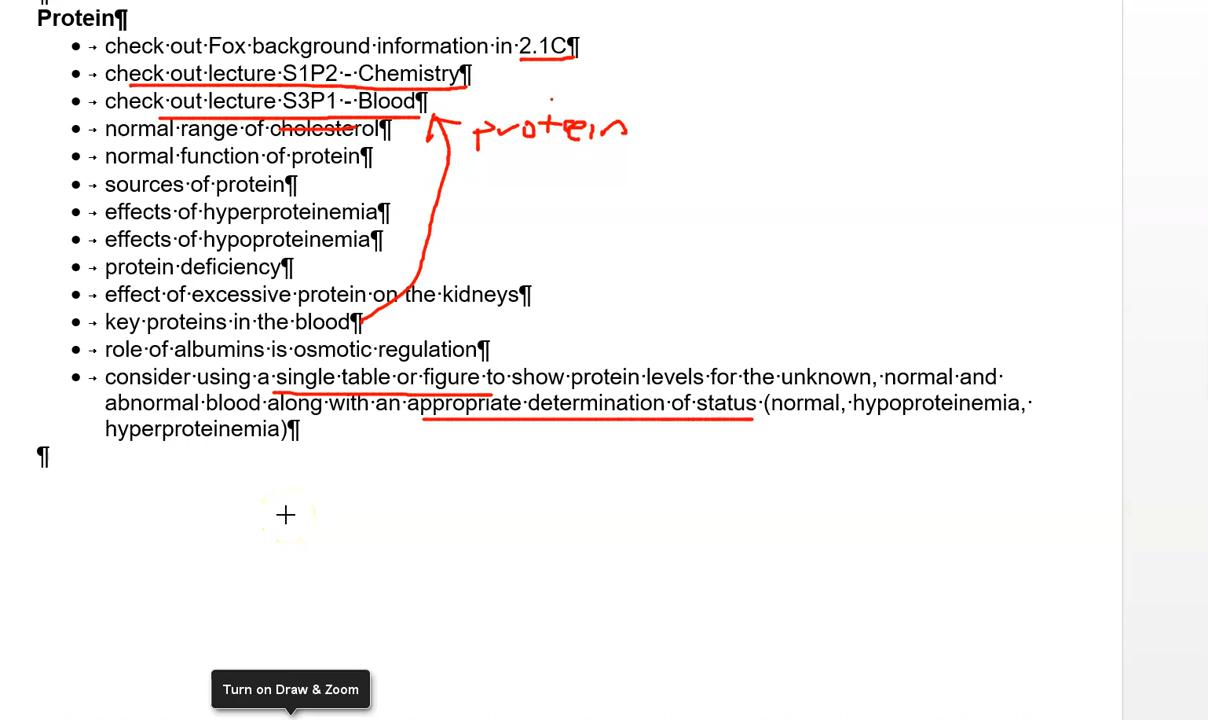 Protein¶
•→check·out·Fox·background·information·in·2.1C¶
•→check·out·lecture·S1P2·-·Chemistry¶
•→check·out·lecture·S3P1·-·Blood¶
•→normal·range·of·cholesterol¶ protein
•→normal·function·of·protein¶
•→sources·of·protein¶
•→effects·of·hyperproteinemia¶
•→effects·of·hypoproteinemia¶
•→protein·deficiency¶
•→effect·of·excessive·protein·on·the·kidneys¶
•→key·proteins·in·the·blood¶
•→role·of·albumins·is·osmotic·regulation¶
•→consider·using·a·single·table·or·figure·to·show·protein·levels·for·the·unknown,·normal·and·
abnormal·blood·along·with·an·appropriate·determination·of·status·(normal,·hypoproteinemia,·
hyperproteinemia)¶
¶
Turn on Draw & Zoom